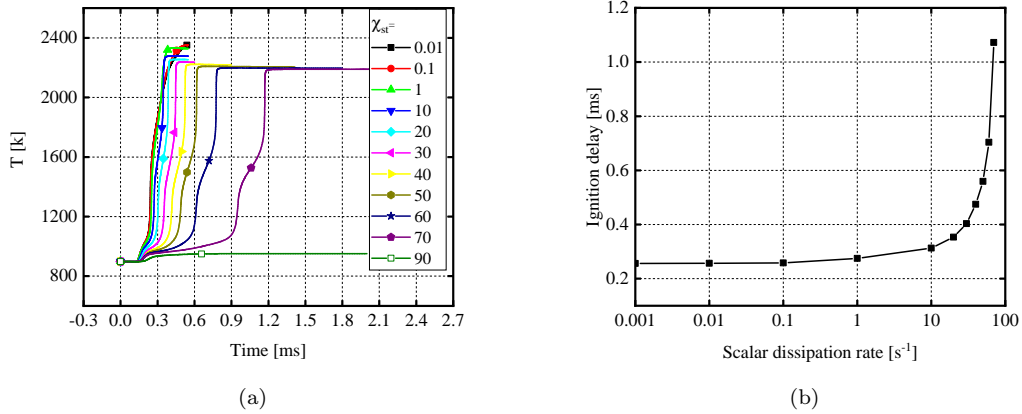 χst=
0.01
0.1
1
10
20
30
40
50
60
70
90
2400
2000
1600
1200
800
T [k]
-0.3 0.0 0.3 0.6 0.9 1.2 1.5 1.8 2.1 2.4 2.7
Time [ms]
(a)
1.2
1.0
0.8
0.6
0.4
0.2
Ignition delay [ms]
0.001 0.01 0.1 1 10 100
Scalar dissipation rate [s-1]
(b)